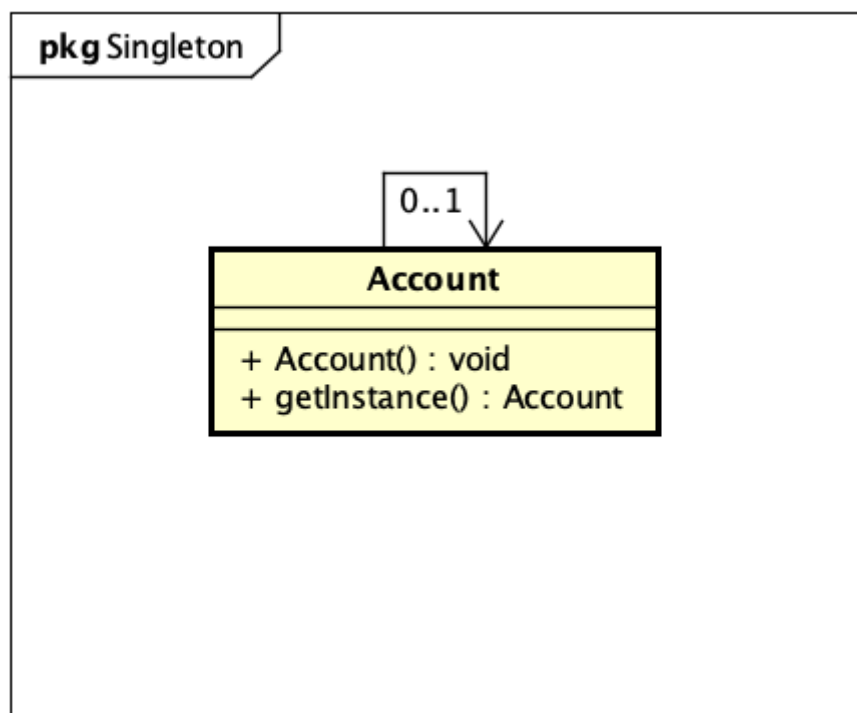 pkg Singleton
0..1
Account
+ Account() : void
+ getInstance() : Account